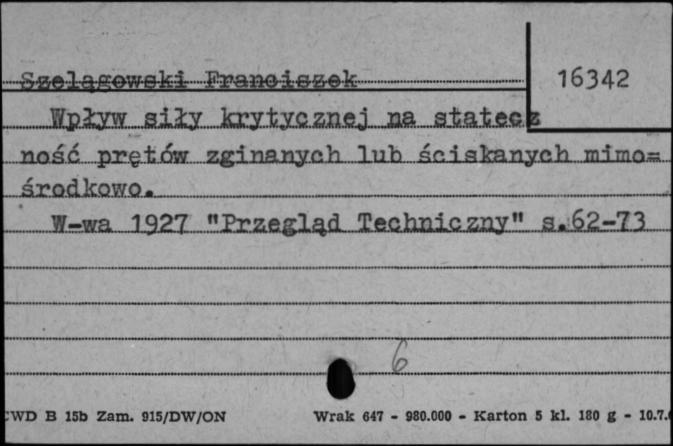 Szelągowski Franciszek
16342
Wpływ siły krytycznej na statecz
ność prętów zginanych lub ściskanych mimo=
środkowo.
W-wa 1927 "Przegląd Techniczny" s.62-73
6
CWD B 15b Zam. 915/DW/ON Wrak 647 - 980.000 - Karton 5 kl. 180 g - 10.7.